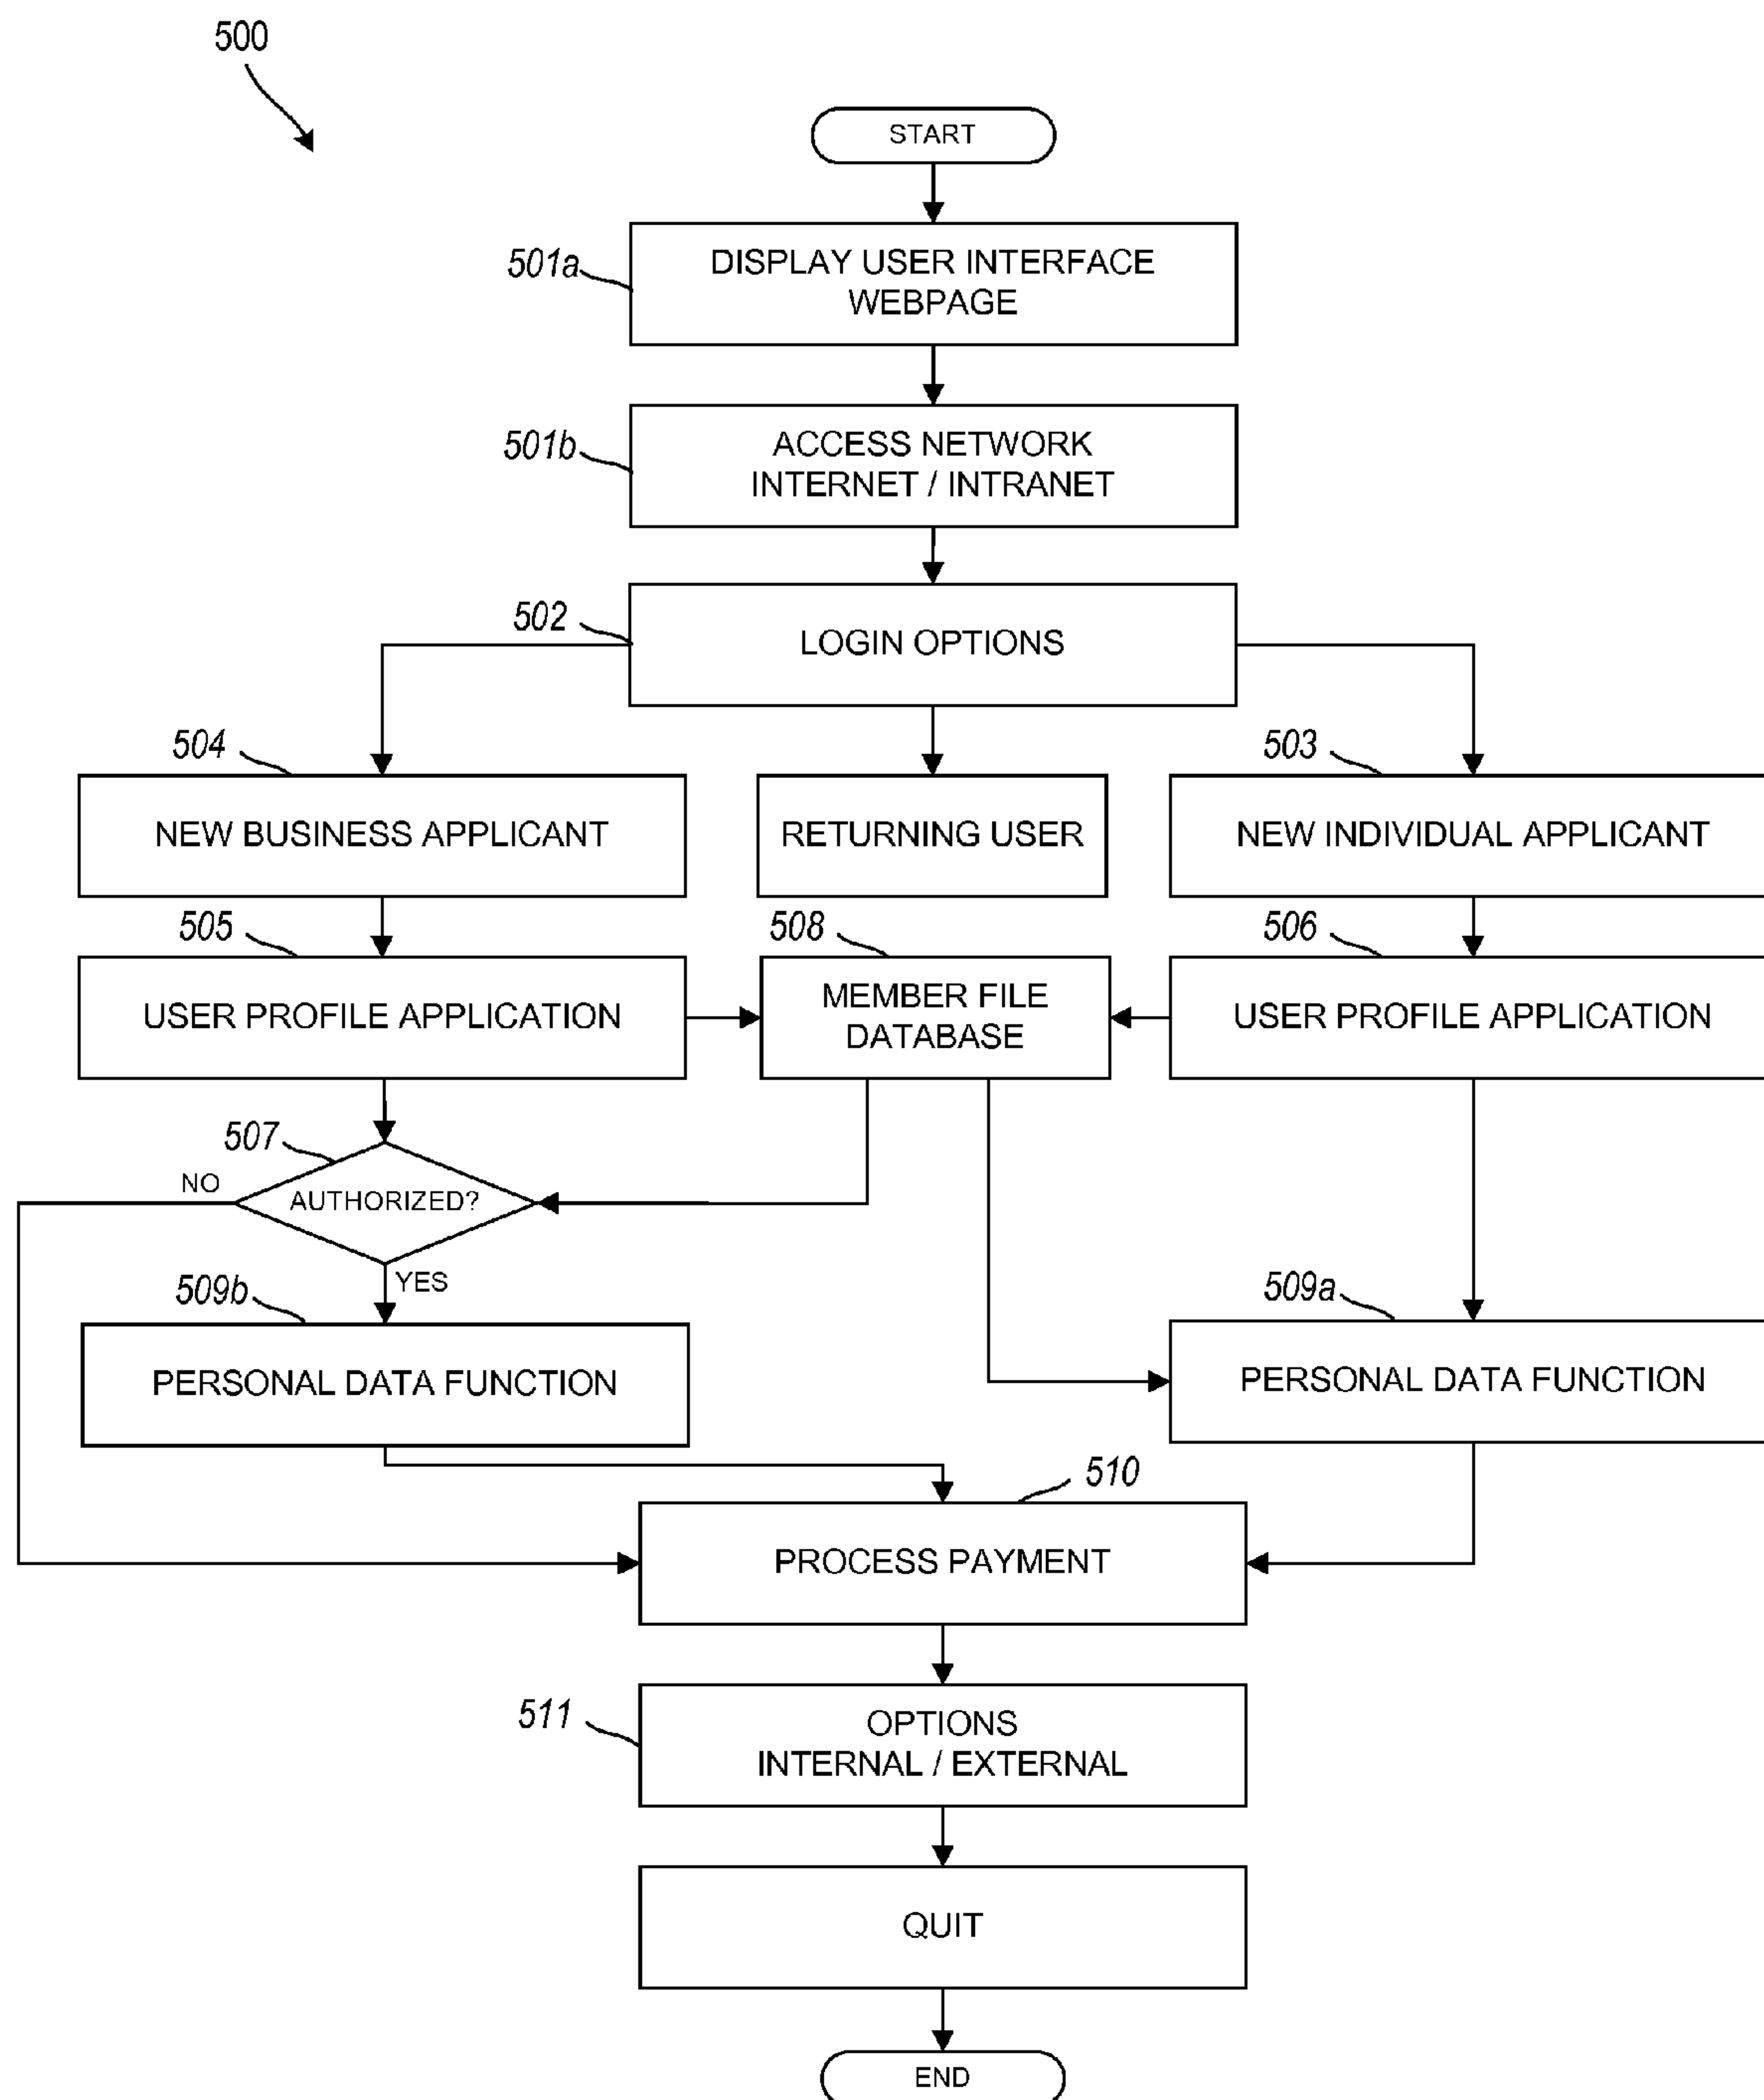 500
START
501a
DISPLAY USER INTERFACE
WEBPAGE
501b
ACCESS NETWORK
INTERNET / INTRANET
502
LOGIN OPTIONS
504
503
NEW BUSINESS APPLICANT
RETURNING USER
NEW INDIVIDUAL APPLICANT
505
508
506
USER PROFILE APPLICATION
MEMBER FILE
DATABASE
USER PROFILE APPLICATION
507
NO
AUTHORIZED?
YES
509b
509a
PERSONAL DATA FUNCTION
PERSONAL DATA FUNCTION
510
PROCESS PAYMENT
511
OPTIONS
INTERNAL / EXTERNAL
QUIT
END